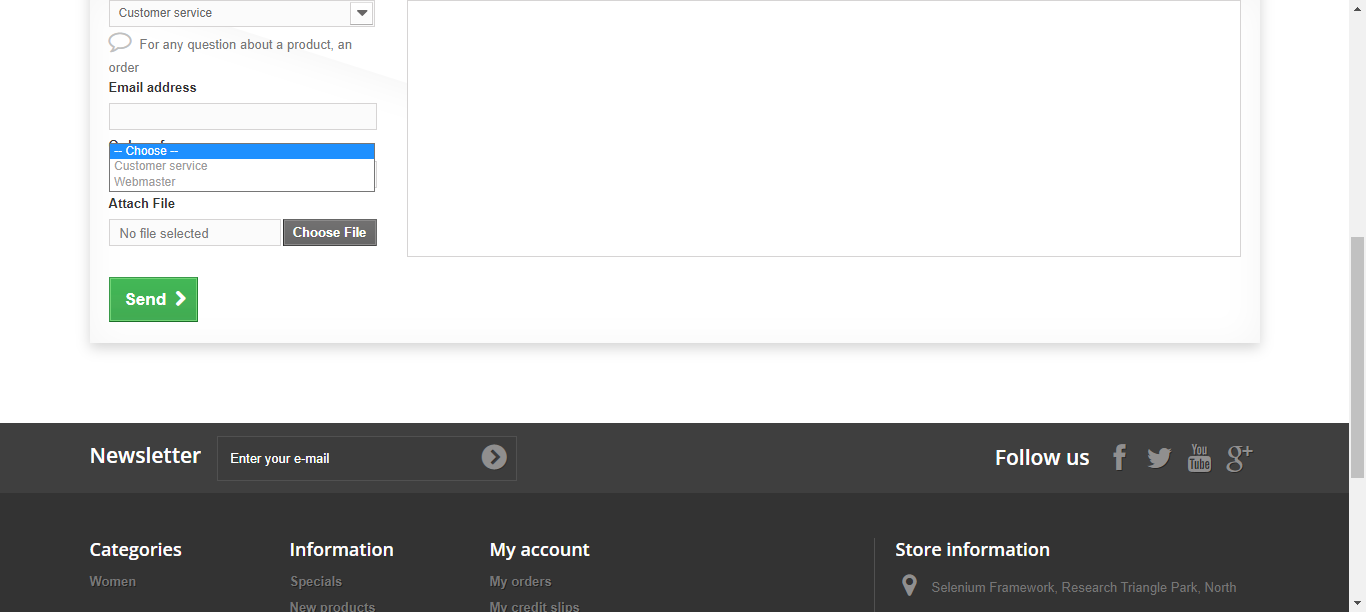 Customer service
For any question about a product, an
order
Email address
-- Choose --
Customer service
Webmaster
Attach File
No file selected
Choose File
Send
Newsletter
Enter your e-mail
Follow us
You
Tube
g+
Categories
Information
My account
Store information
Women
Specials
My orders
Selenium Framework, Research Triangle Park, North
New products
My credit slips